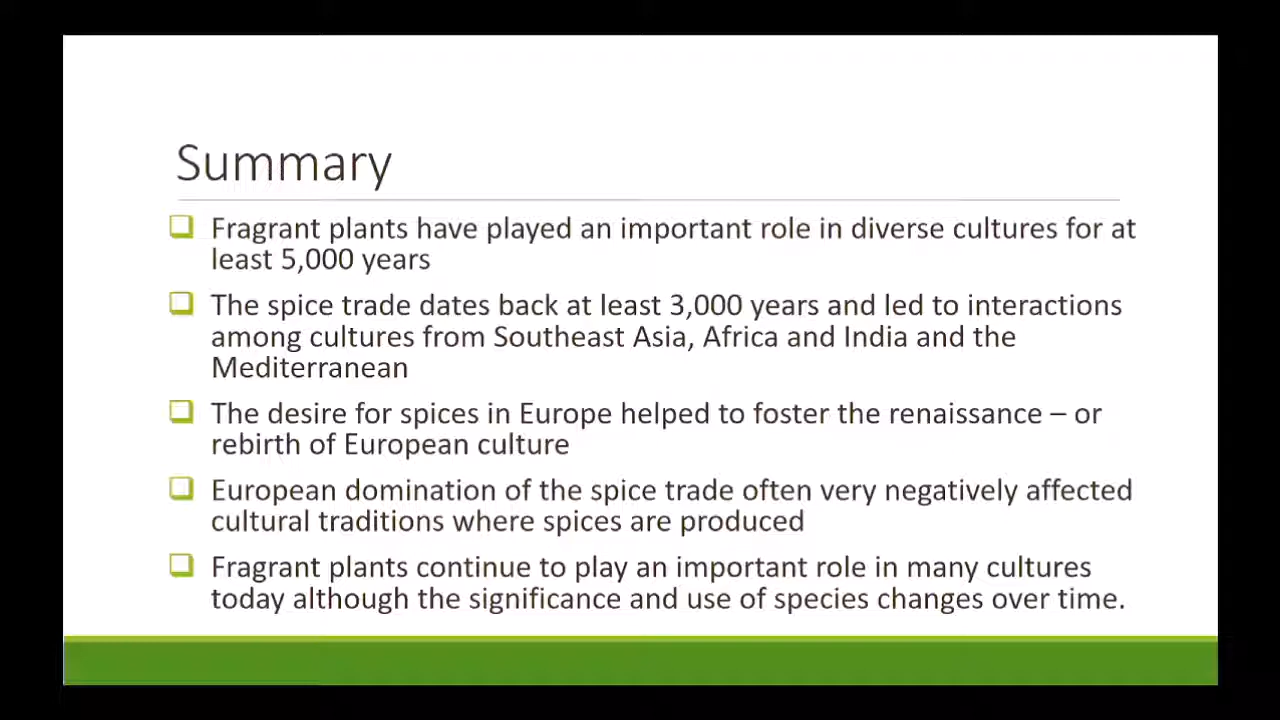 Summary
Fragrant plants have played an important role in diverse cultures for at
least 5,000 years
The spice trade dates back at least 3,000 years and led to interactions
among cultures from Southeast Asia, Africa and India and the
Mediterranean
The desire for spices in Europe helped to foster the renaissance – or
rebirth of European culture
European domination of the spice trade often very negatively affected
cultural traditions where spices are produced
Fragrant plants continue to play an important role in many cultures
today although the significance and use of species changes over time.